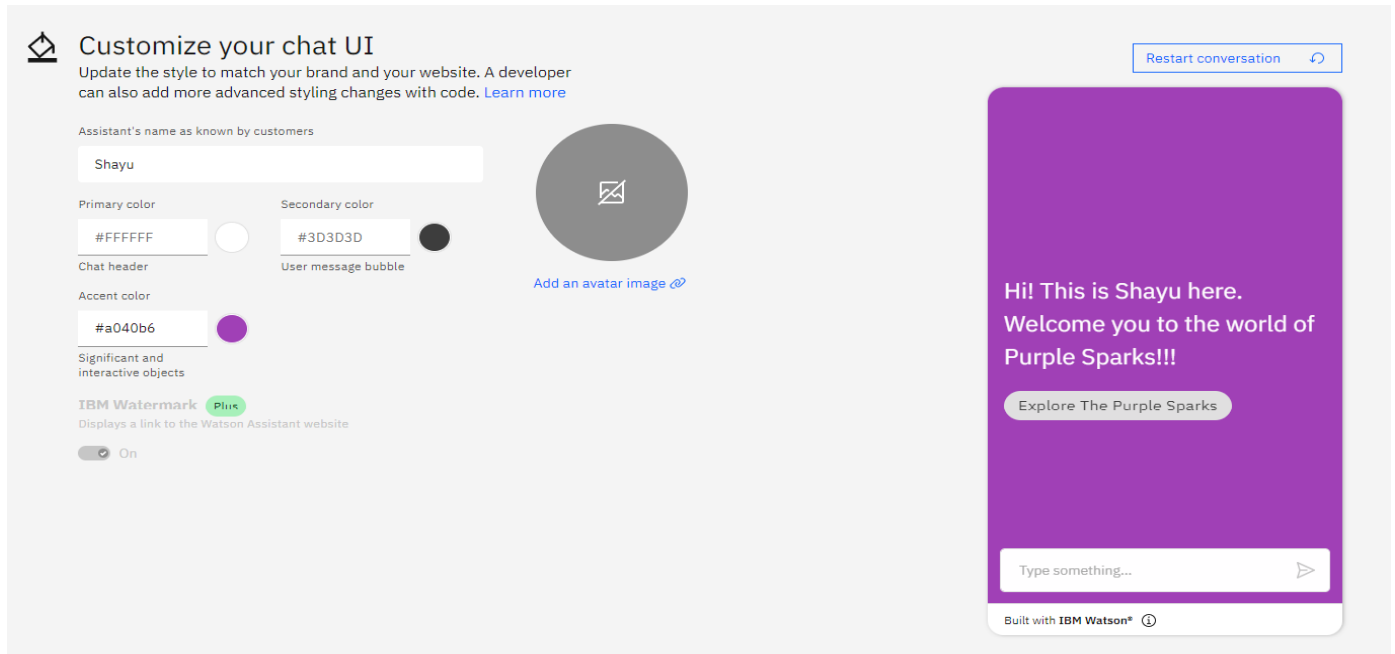 Customize your chat UI
Update the style to match your brand and your website. A developer
can also add more advanced styling changes with code. Learn more
Assistant's name as known by customers
Shayu
Primary color
#FFFFFF
Chat header
Secondary color
#3D3D3D
User message bubble
Accent color
#a040b6
Significant and
interactive objects
IBM Watermark Plus
Displays a link to the Watson Assistant website
On
Add an avatar image
Restart conversation
Hi! This is Shayu here.
Welcome you to the world of
Purple Sparks!!!
Explore The Purple Sparks
Type something...
Built with IBM Watson®